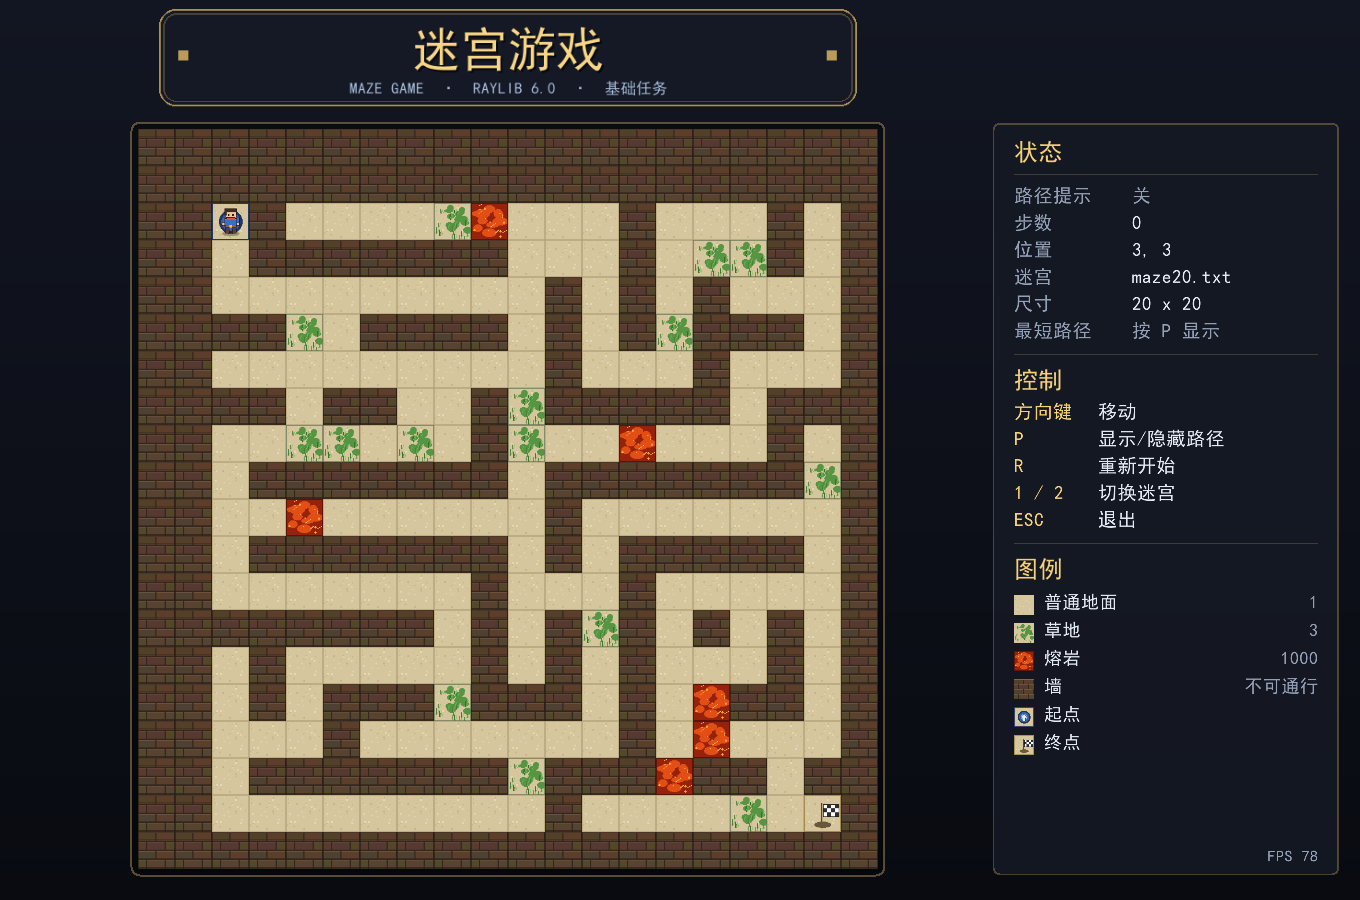 迷宫游戏
MAZE GAME · RAYLIB 6.0 · 基础任务
状态
路径提示 关
步数 0
位置 3, 3
迷宫 maze20.txt
尺寸 20 x 20
最短路径 按 P 显示
控制
方向键 移动
P 显示/隐藏路径
R 重新开始
1 / 2 切换迷宫
ESC 退出
图例
普通地面 1
草地 3
熔岩 1000
墙 不可通行
起点
终点
FPS 78